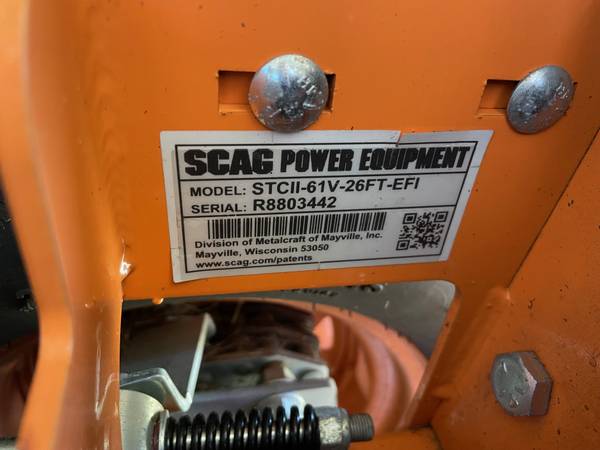 SCAG POWER EQUIPMENT
MODEL: STCII-61V-26FT-EFI
SERIAL: R8803442
Division of Metalcraft of Mayville, Inc.
Mayville, Wisconsin 53050
www.scag.com/patents